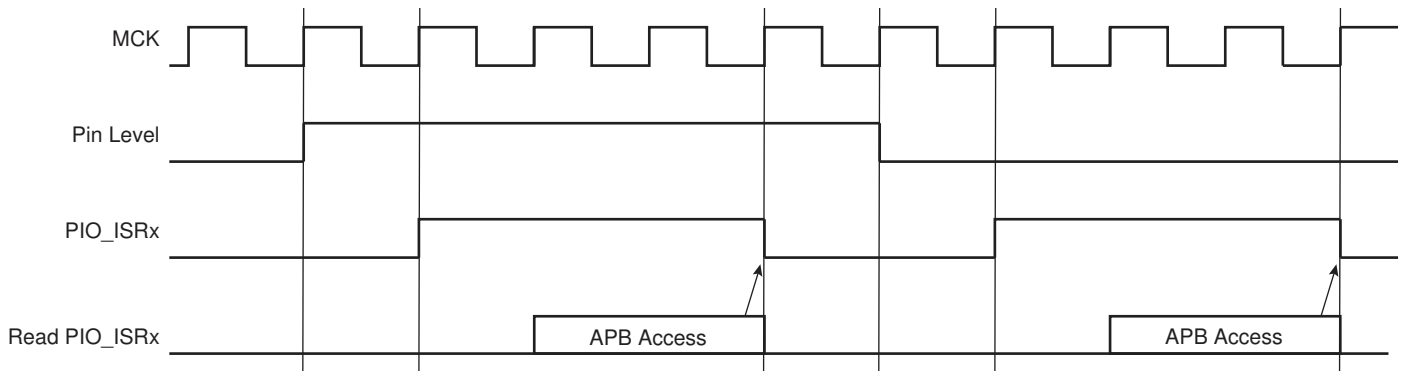 MCK
Pin Level
PIO_ISRx
Read PIO_ISRx
APB Access
APB Access